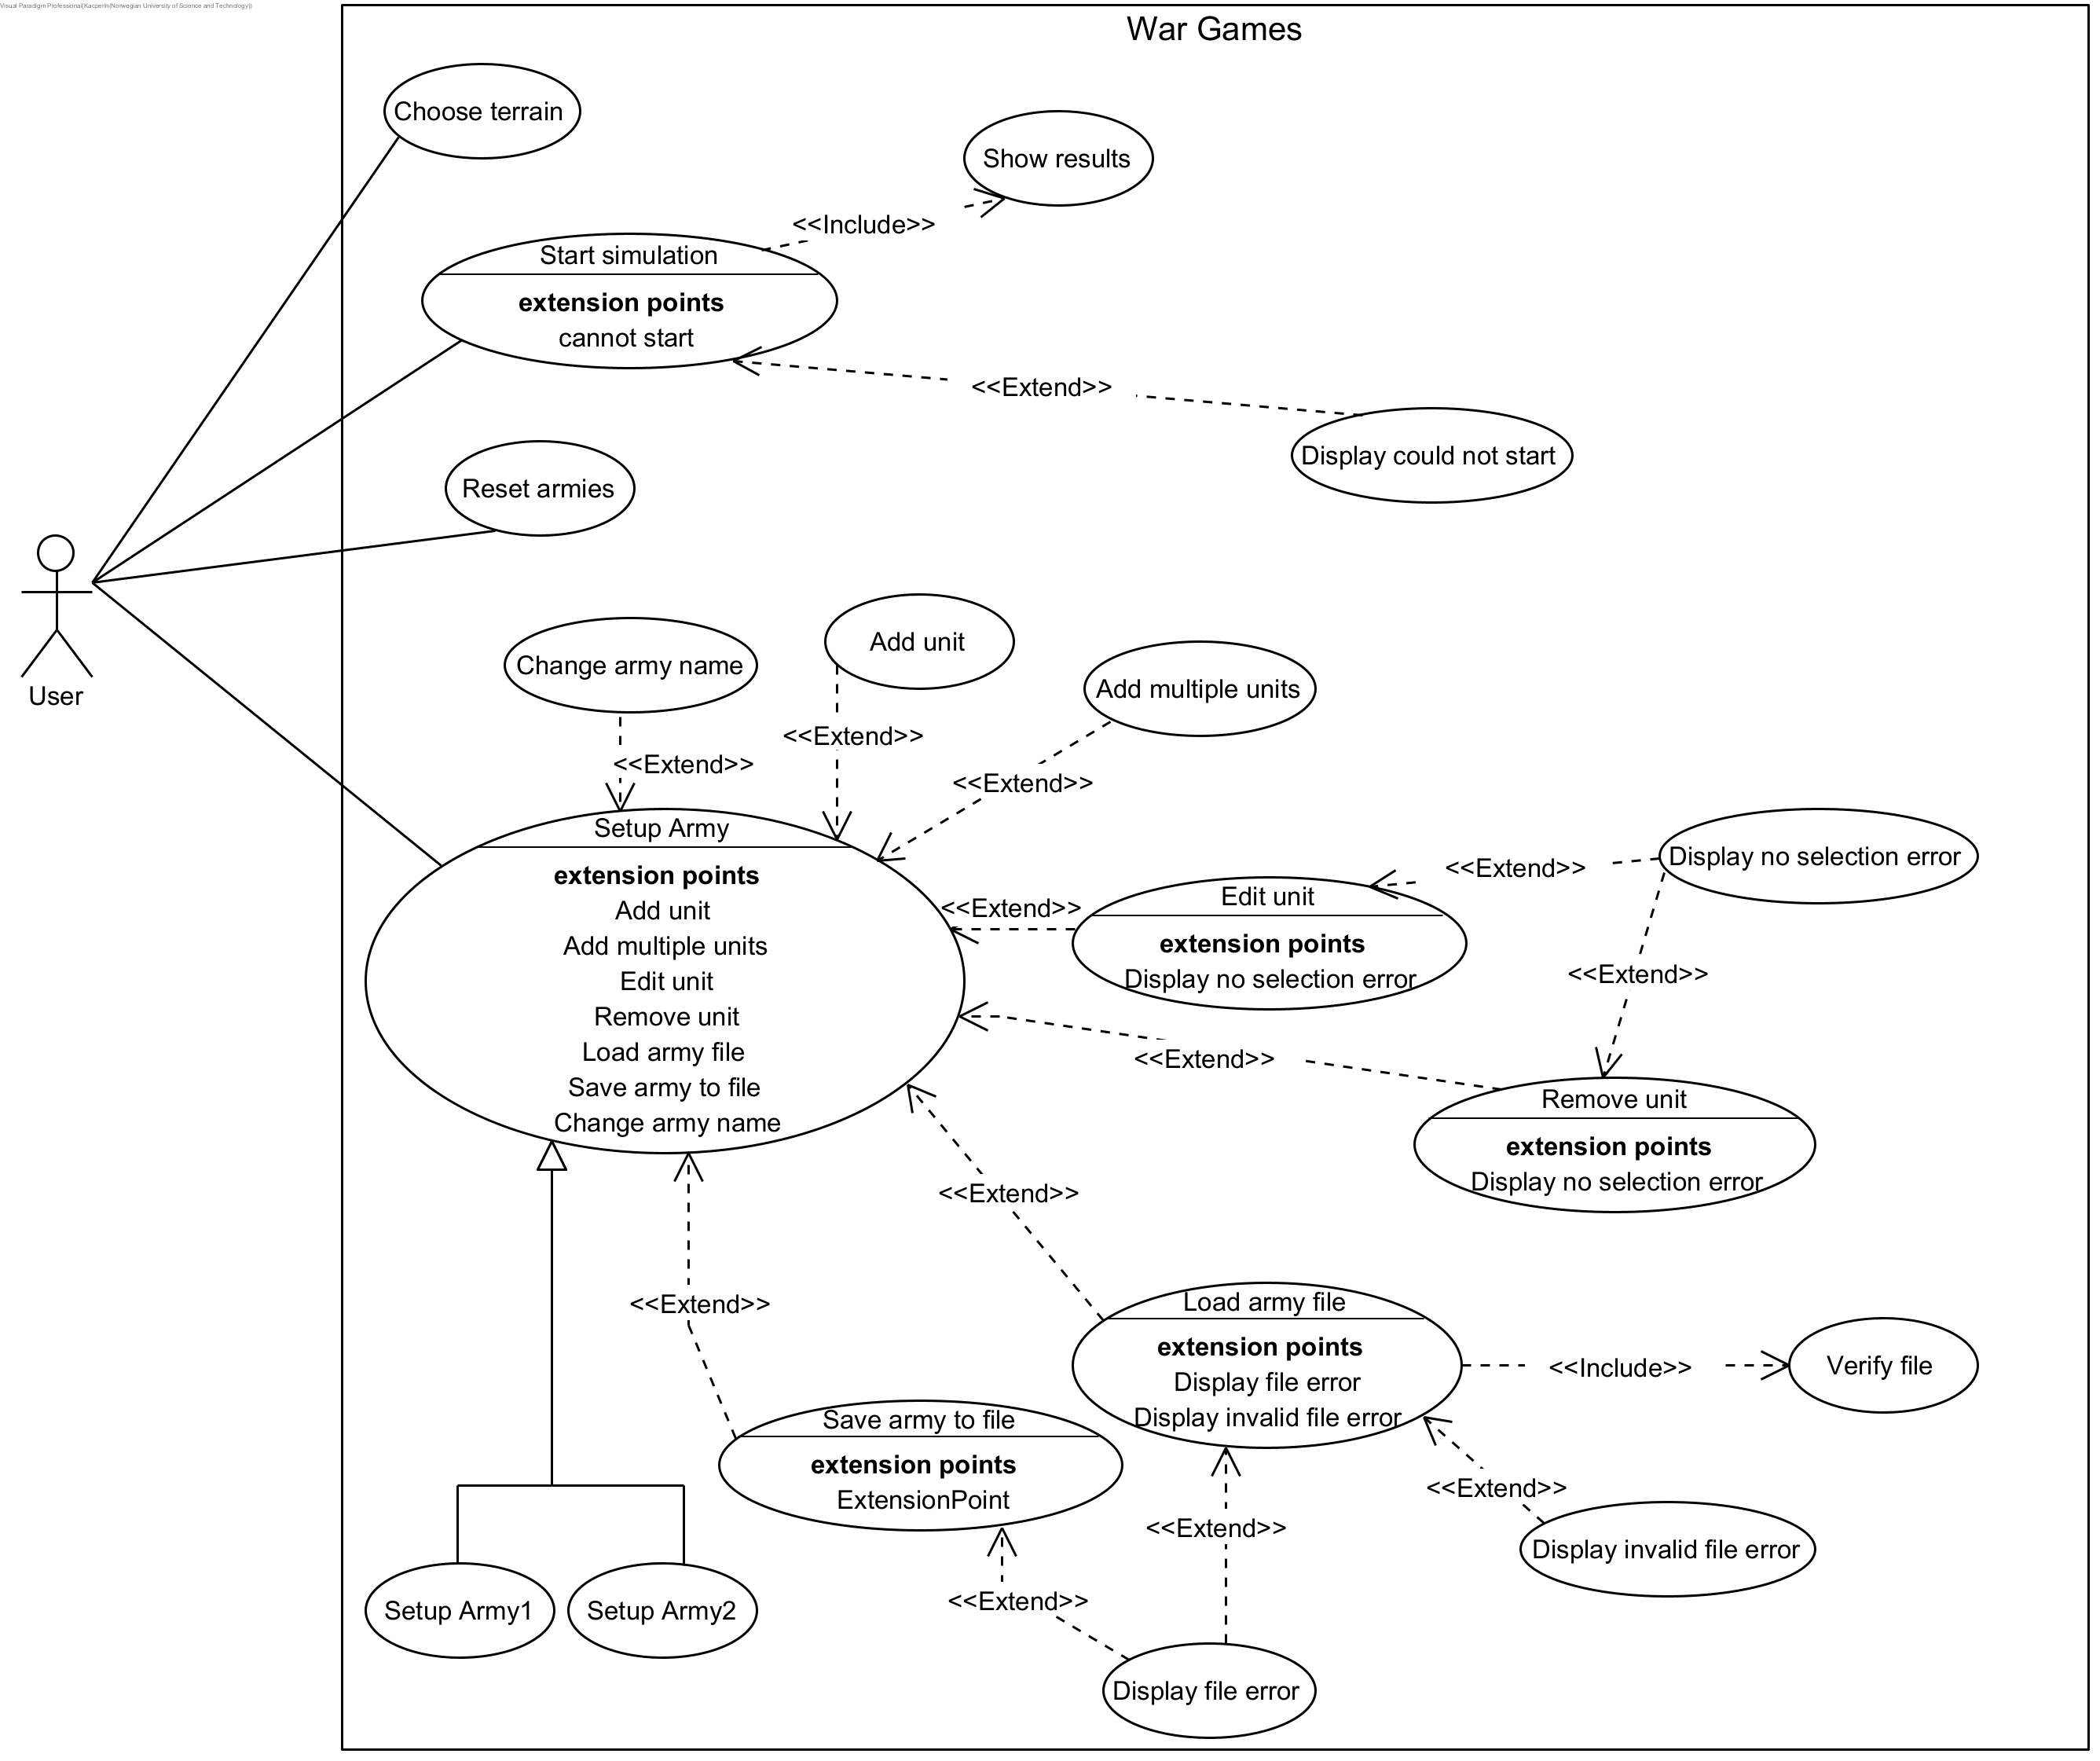 Visual Paradigm Professional(Kacperln(Norwegian University of Science and Technology))
War Games
Choose terrain
Show results
<<Include>>
Start simulation
extension points
cannot start
<<Extend>>
Display could not start
Reset armies
User
Change army name
Add unit
Add multiple units
<<Extend>>
<<Extend>>
<<Extend>>
Setup Army
extension points
Add unit
Add multiple units
Edit unit
Remove unit
Load army file
Save army to file
Change army name
<<Extend>>
Edit unit
extension points
Display no selection error
<<Extend>>
Display no selection error
<<Extend>>
<<Extend>>
Remove unit
extension points
Display no selection error
<<Extend>>
<<Extend>>
Load army file
extension points
Display file error
Display invalid file error
<<Include>>
Verify file
Save army to file
extension points
ExtensionPoint
<<Extend>>
<<Extend>>
<<Extend>>
Display invalid file error
Setup Army1
Setup Army2
Display file error